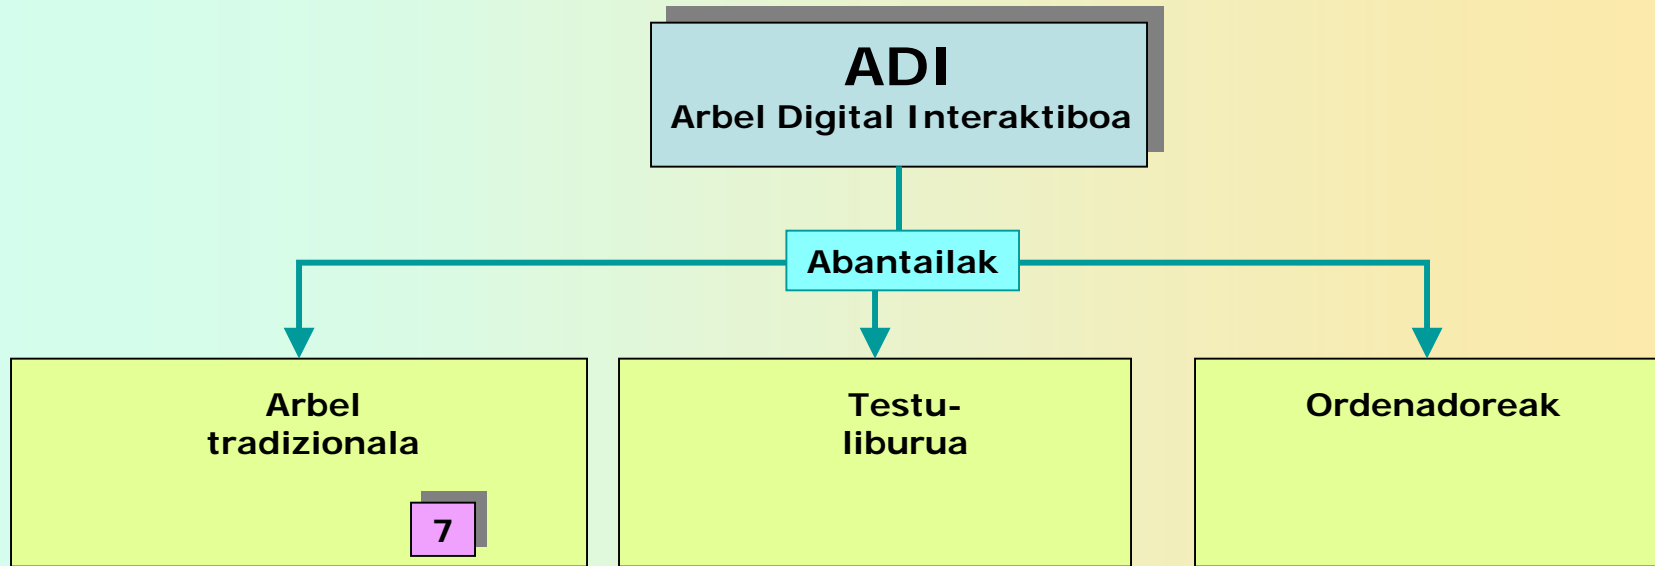 ADI
Arbel Digital Interaktiboa
Abantailak
Arbel
tradizionala
7
Testu-
liburua
Ordenadoreak